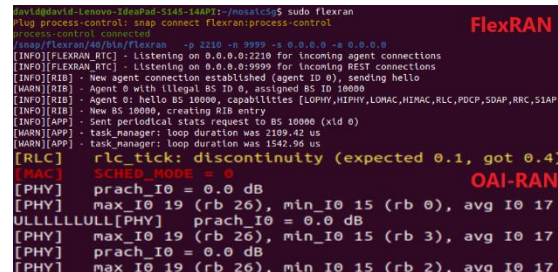 david@david-Lenovo-IdeaPad-S145-14API:~/mosaic5g$ sudo flexran
Plug process-control: snap connect flexran:process-control
FlexRAN
process-control connected
/snap/flexran/40/bin/flexran -p 2210 -n 9999 -s 0.0.0.0 -a 0.0.0.0
[INFO][FLEXRAN_RTC] - Listening on 0.0.0.0:2210 for incoming agent connections
[INFO][FLEXRAN_RTC] - Listening on 0.0.0.0:9999 for incoming REST connections
[INFO][RIB] - New agent connection established (agent ID 0), sending hello
[WARN][RIB] - Agent 0 with illegal BS ID 0, assigned BS ID 10000
[INFO][RIB] - Agent 0: hello BS 10000, capabilities [LOPHY,HIPHY,LOMAC,HIMAC,RLC,PDCP,SDAP,RRC,S1AP
[INFO][RIB] - New BS 10000, creating RIB entry
[INFO][APP] - Sent periodical stats request to BS 10000 (xid 0)
[WARN][APP] - task_manager: loop duration was 2109.42 us
[WARN][APP] - task_manager: loop duration was 1542.96 us
[RLC] rlc_tick: discontinuity (expected 0.1, got 0.4)
[MAC] SCHED_MODE = 0
OAI-RAN
[PHY] prach_I0 = 0.0 dB
[PHY] max_I0 19 (rb 26), min_I0 15 (rb 0), avg I0 17
ULLLLLLULL[PHY] prach_I0 = 0.0 dB
[PHY] max_I0 19 (rb 26), min_I0 15 (rb 3), avg I0 17
[PHY] prach_I0 = 0.0 dB
[PHY] max_I0 19 (rb 26), min_I0 15 (rb 2), avg I0 17